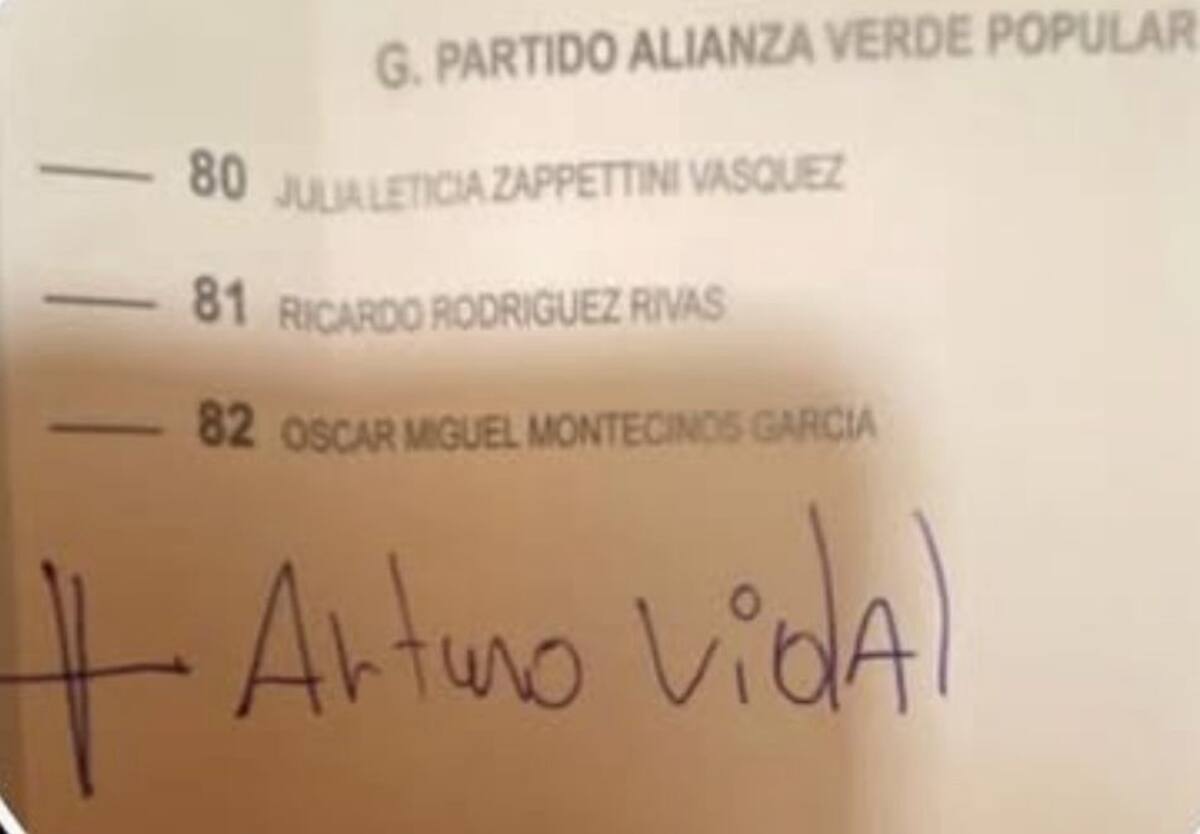 G. PARTIDO ALIANZA VERDE POPULAR
80 JULIA LETICIA ZAPPETTINI VASQUEZ
81 RICARDO RODRIGUEZ RIVAS
82 OSCAR MIGUEL MONTECINOS GARCIA
Arturo vidAl